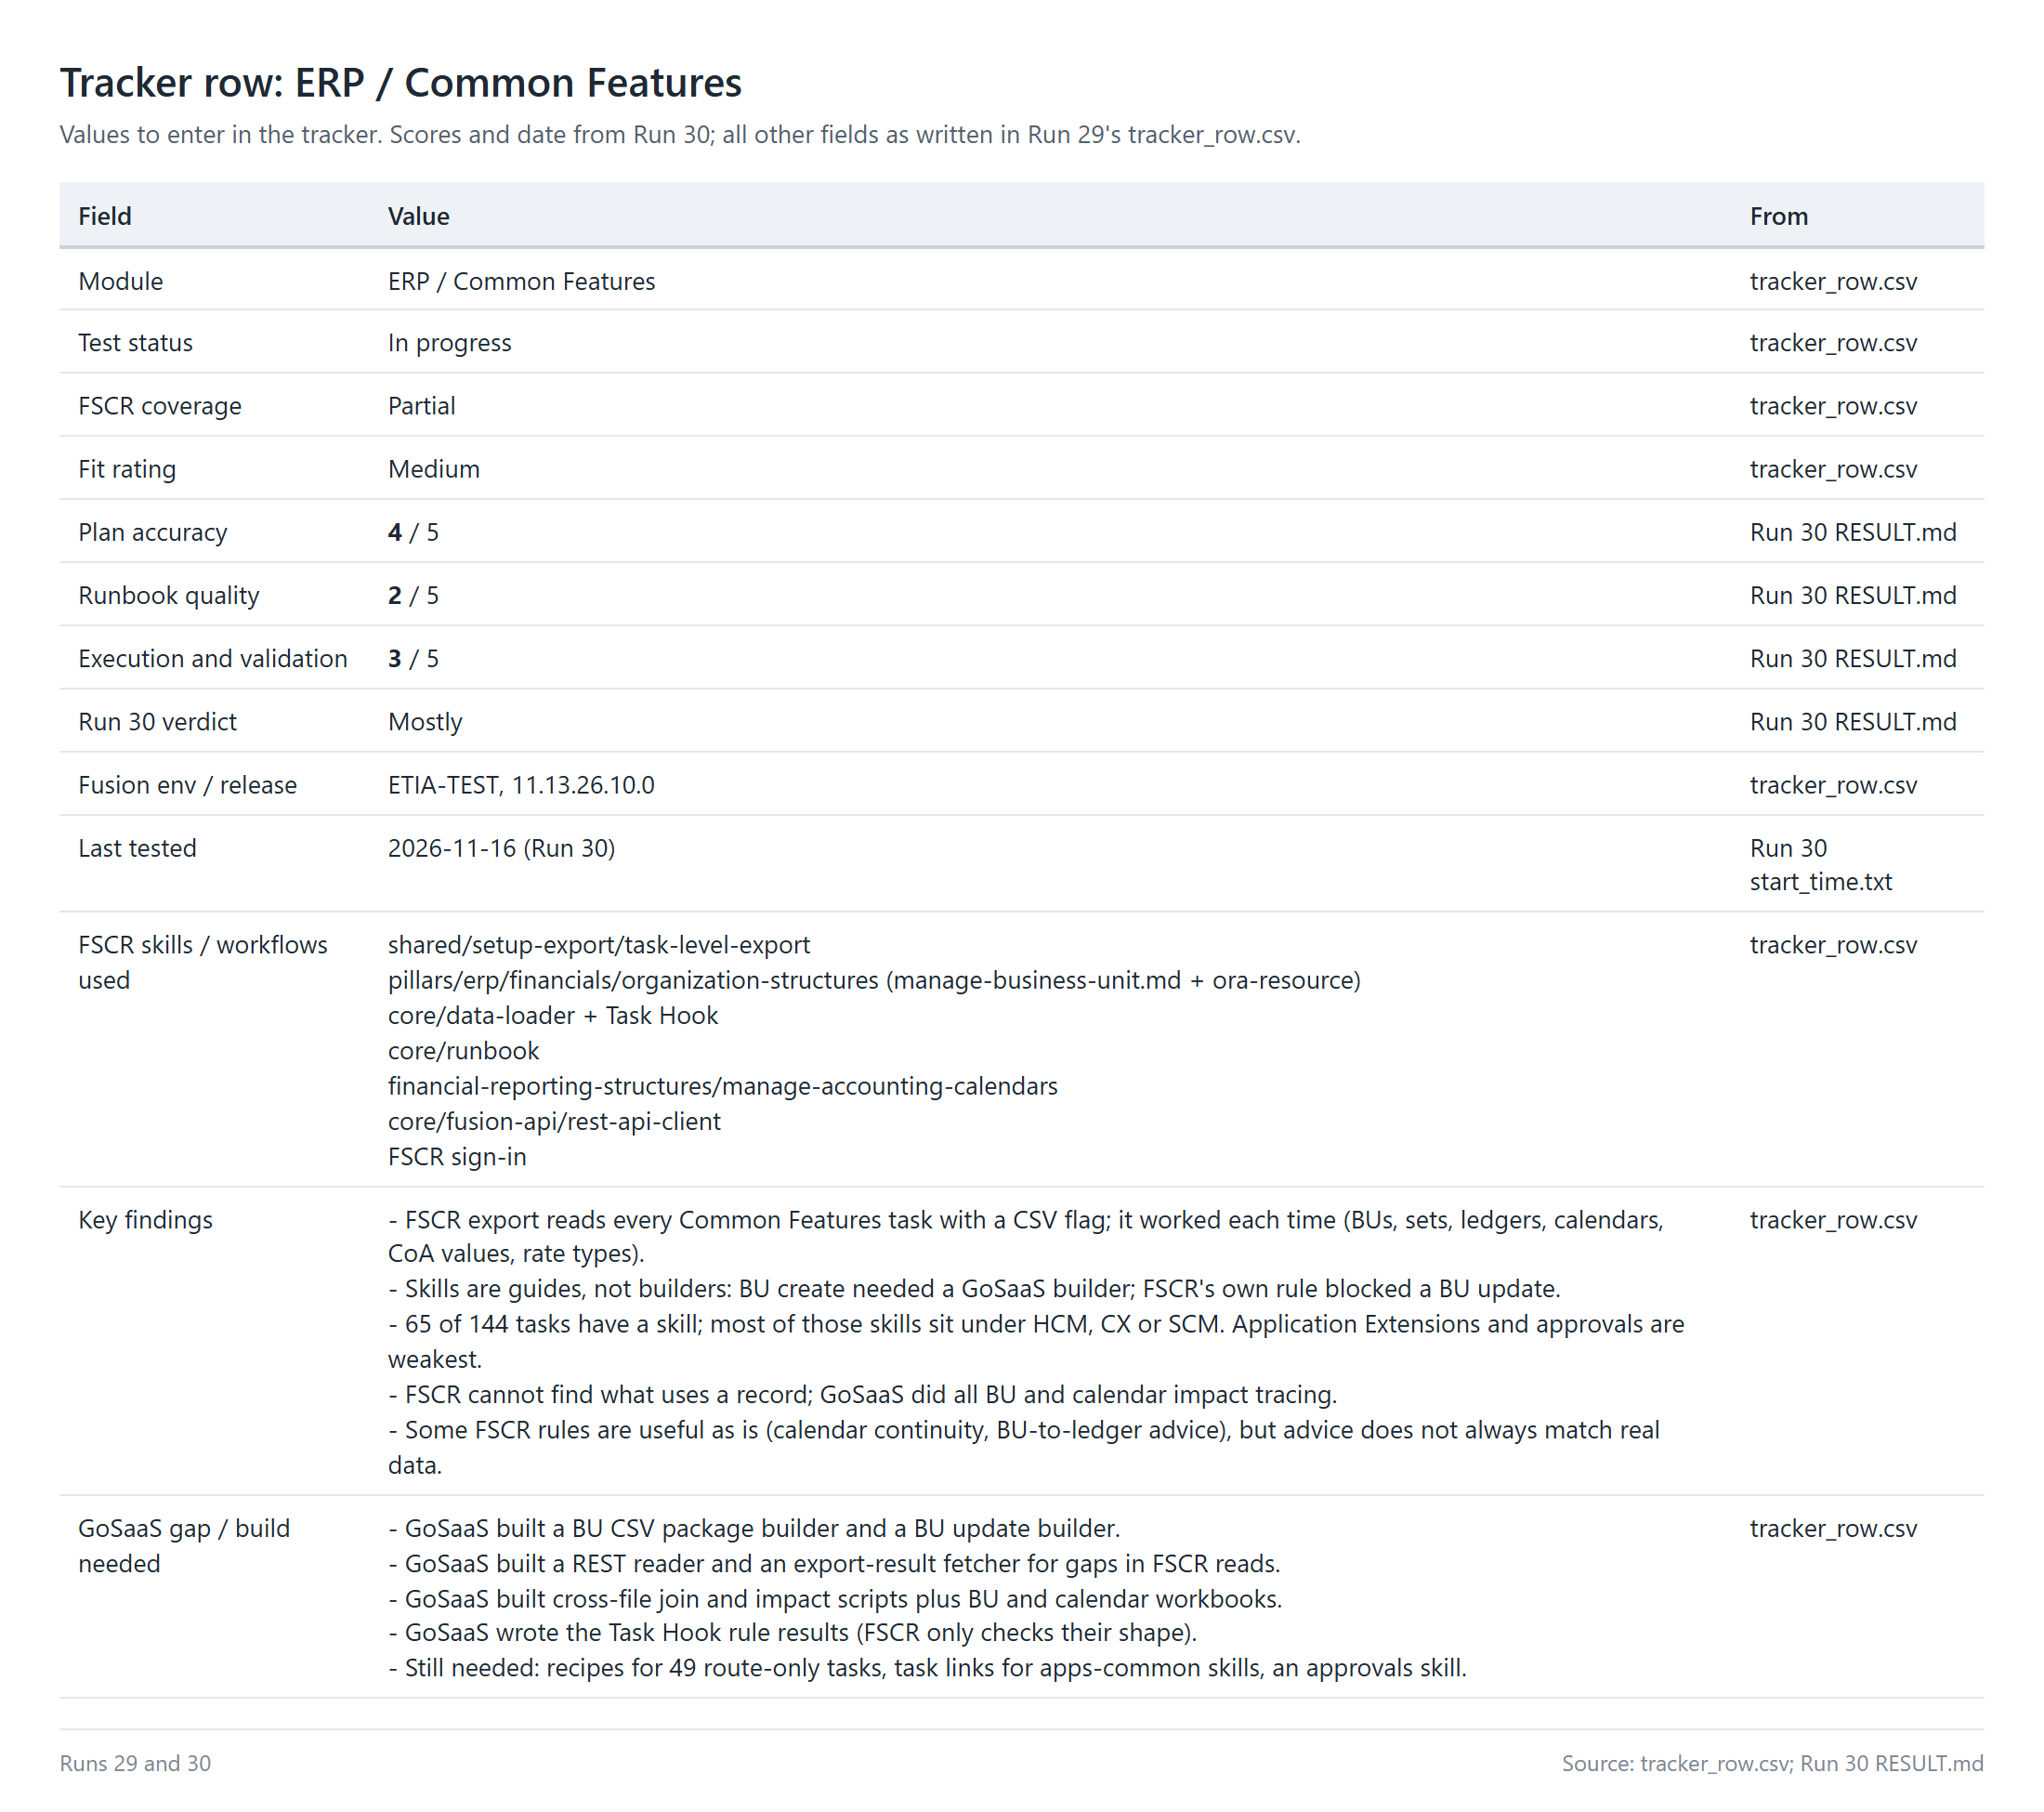 Tracker row: ERP / Common Features
Values to enter in the tracker. Scores and date from Run 30; all other fields as written in Run 29's tracker_row.csv.
Field Value From
Module ERP / Common Features tracker_row.csv
Test status In progress tracker_row.csv
FSCR coverage Partial tracker_row.csv
Fit rating Medium tracker_row.csv
Plan accuracy 4 / 5 Run 30 RESULT.md
Runbook quality 2 / 5 Run 30 RESULT.md
Execution and validation 3 / 5 Run 30 RESULT.md
Run 30 verdict Mostly Run 30 RESULT.md
Fusion env / release ETIA-TEST, 11.13.26.10.0 tracker_row.csv
Last tested 2026-11-16 (Run 30) Run 30
start_time.txt
FSCR skills / workflows shared/setup-export/task-level-export tracker_row.csv
used pillars/erp/financials/organization-structures (manage-business-unit.md + ora-resource)
core/data-loader + Task Hook
core/runbook
financial-reporting-structures/manage-accounting-calendars
core/fusion-api/rest-api-client
FSCR sign-in
Key findings - FSCR export reads every Common Features task with a CSV flag; it worked each time (BUs, sets, ledgers, calendars, tracker_row.csv
CoA values, rate types).
- Skills are guides, not builders: BU create needed a GoSaaS builder; FSCR's own rule blocked a BU update.
- 65 of 144 tasks have a skill; most of those skills sit under HCM, CX or SCM. Application Extensions and approvals are
weakest.
- FSCR cannot find what uses a record; GoSaaS did all BU and calendar impact tracing.
- Some FSCR rules are useful as is (calendar continuity, BU-to-ledger advice), but advice does not always match real
data.
GoSaaS gap / build - GoSaaS built a BU CSV package builder and a BU update builder. tracker_row.csv
needed - GoSaaS built a REST reader and an export-result fetcher for gaps in FSCR reads.
- GoSaaS built cross-file join and impact scripts plus BU and calendar workbooks.
- GoSaaS wrote the Task Hook rule results (FSCR only checks their shape).
- Still needed: recipes for 49 route-only tasks, task links for apps-common skills, an approvals skill.
Runs 29 and 30 Source: tracker_row.csv; Run 30 RESULT.md